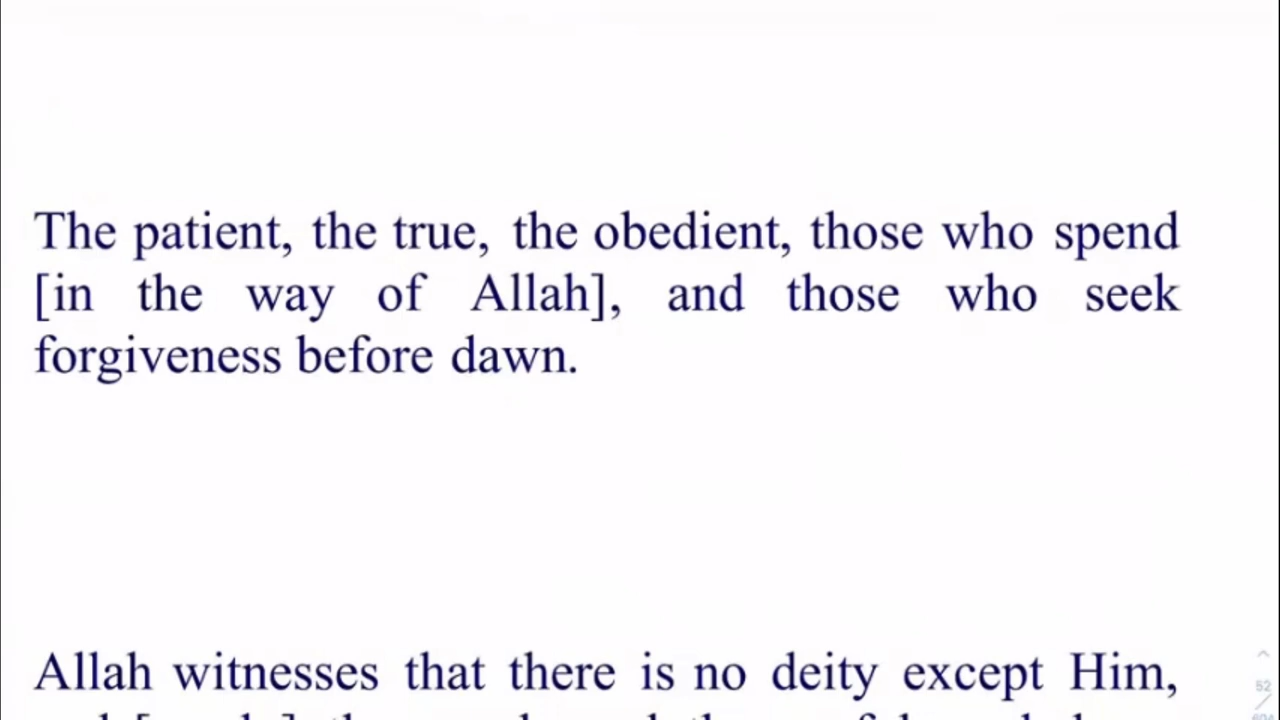 The patient, the true, the obedient, those who spend
[in the way of Allah], and those who seek
forgiveness before dawn.
Allah witnesses that there is no deity except Him,
52